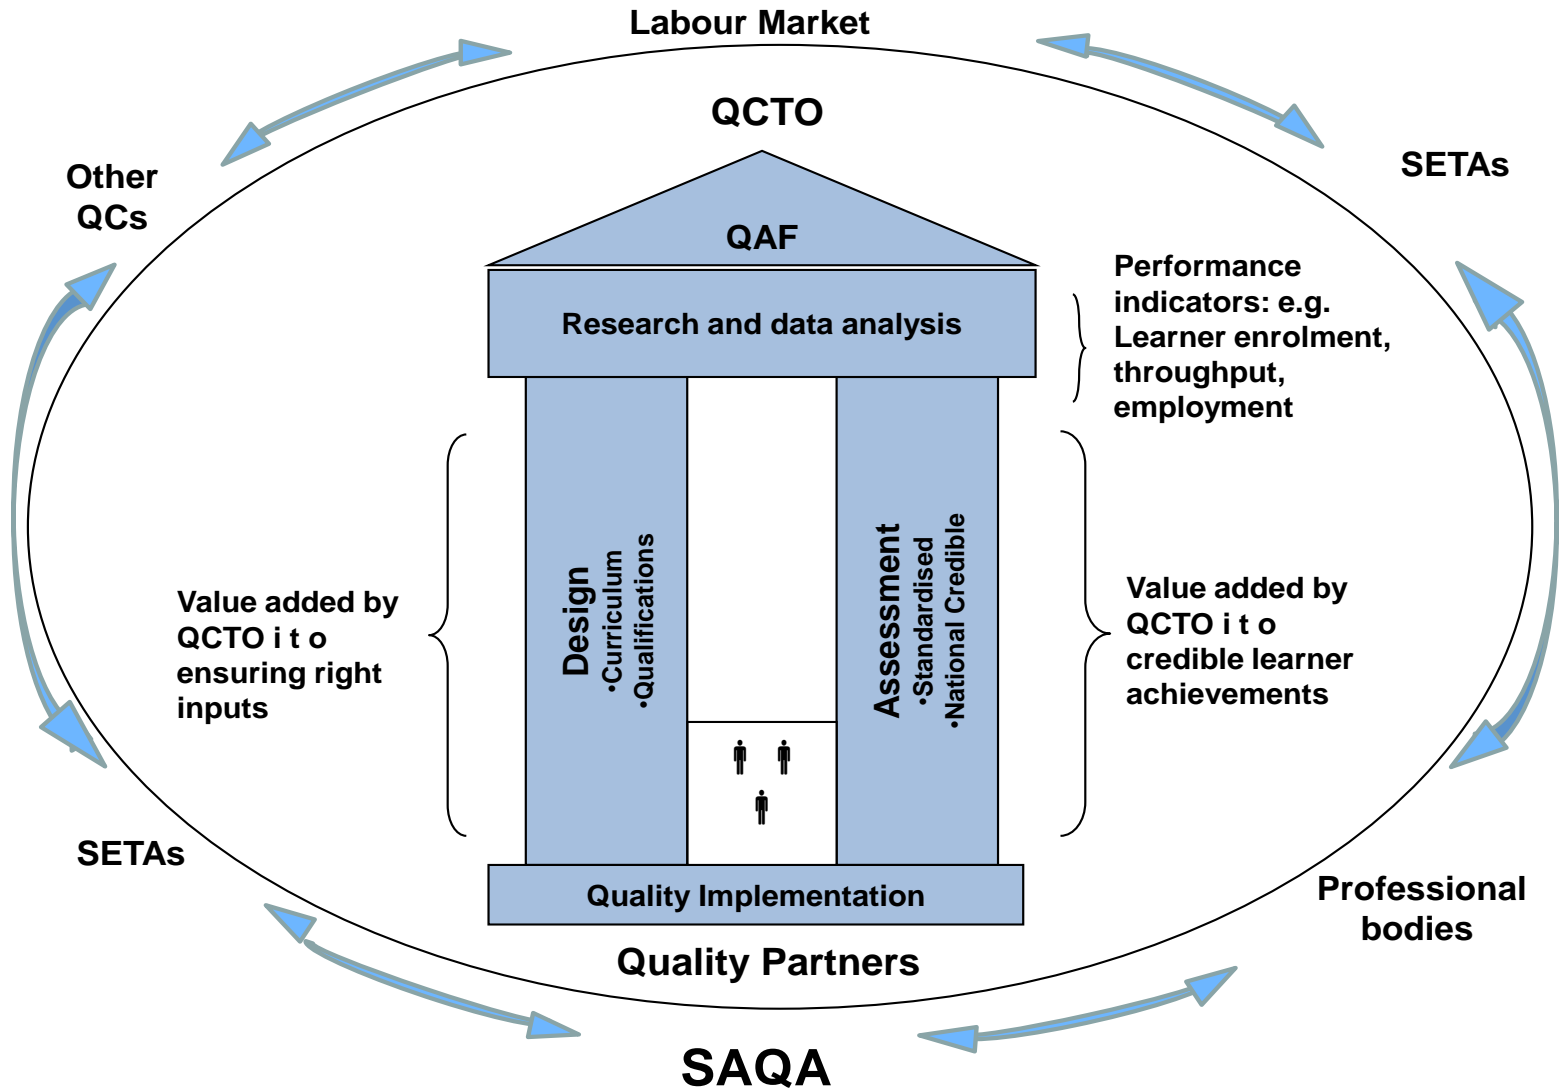 Labour Market
QCTO
Other
QCs
SETAs
QAF
Research and data analysis
Performance
indicators: e.g.
Learner enrolment,
throughput,
employment
Value added by
QCTO i t o
ensuring right
inputs
Design
•Curriculum
•Qualifications
Assessment
•Standardised
•National Credible
Value added by
QCTO i t o
credible learner
achievements
SETAs
Quality Implementation
Professional
bodies
Quality Partners
SAQA